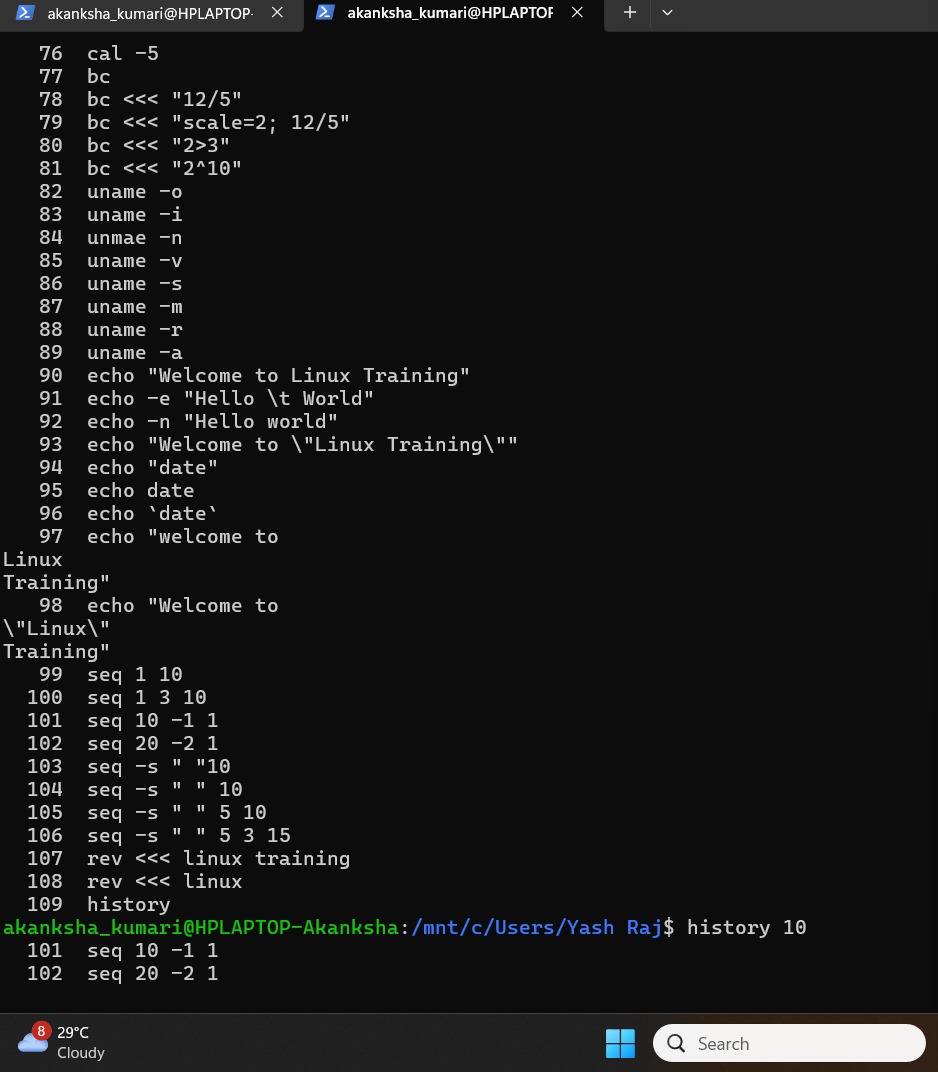 akanksha_kumari@HPLAPTOP- akanksha_kumari@HPLAPTOP
76 cal -5
77 bc
78 bc <<< "12/5"
79 bc <<< "scale=2; 12/5"
80 bc <<< "2>3"
81 bc <<< "2^10"
82 uname -o
83 uname -i
84 unmae -n
85 uname -v
86 uname -s
87 uname -m
88 uname -r
89 uname -a
90 echo "Welcome to Linux Training"
91 echo -e "Hello \t World"
92 echo -n "Hello world"
93 echo "Welcome to \"Linux Training\""
94 echo "date"
95 echo date
96 echo `date`
97 echo "welcome to
Linux
Training"
98 echo "Welcome to
\"Linux\"
Training"
99 seq 1 10
100 seq 1 3 10
101 seq 10 -1 1
102 seq 20 -2 1
103 seq -s " "10
104 seq -s " " 10
105 seq -s " " 5 10
106 seq -s " " 5 3 15
107 rev <<< linux training
108 rev <<< linux
109 history
akanksha_kumari@HPLAPTOP-Akanksha:/mnt/c/Users/Yash Raj$ history 10
101 seq 10 -1 1
102 seq 20 -2 1
8 29°C
Cloudy
Search